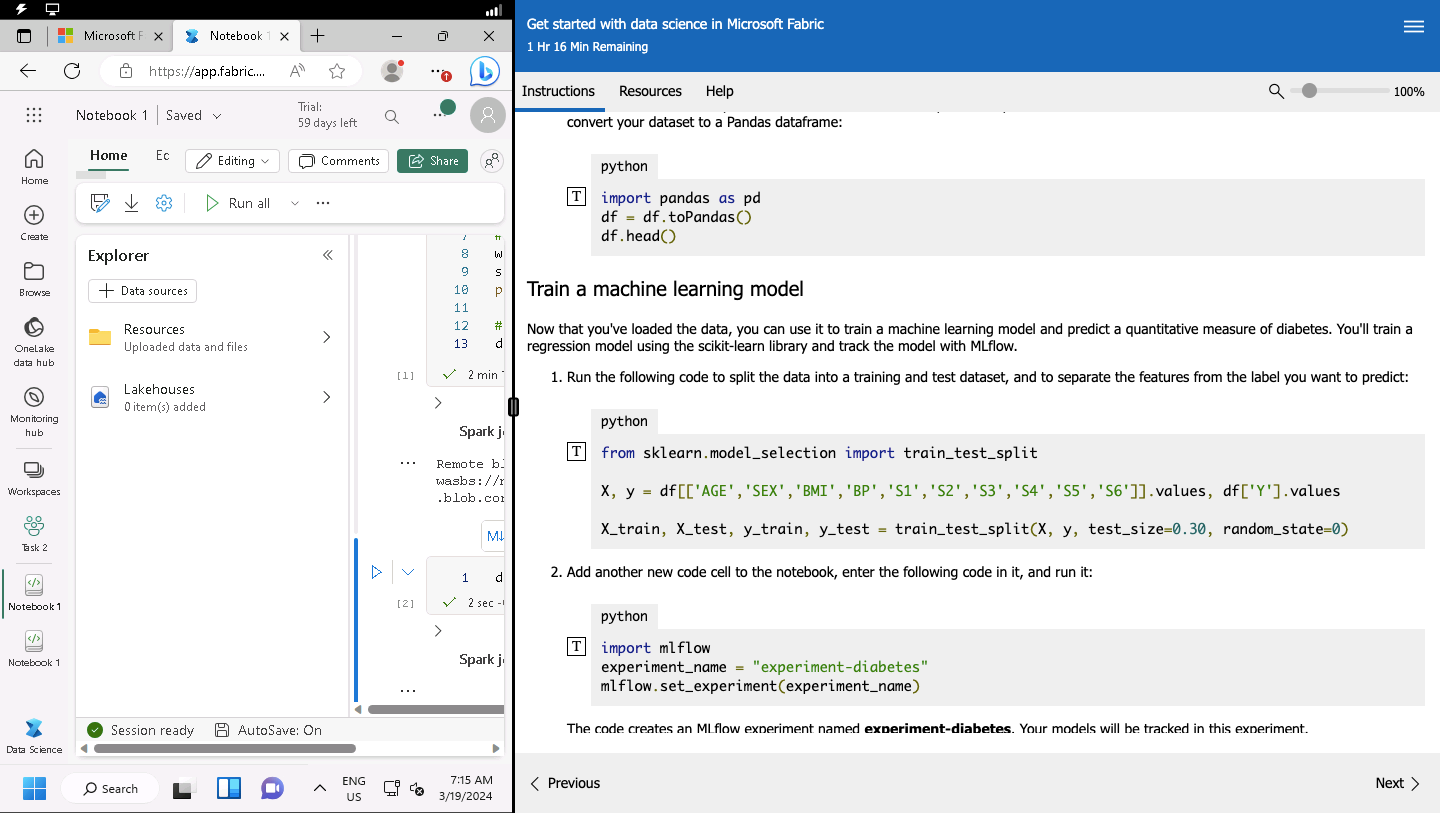 Microsoft F
Notebook 1
https://app.fabric....
Notebook 1
Saved
Trial:
59 days left
Home
Ec
Editing
Comments
Share
Run all
Home
Create
Browse
OneLake
data hub
Monitoring
hub
Workspaces
Task 2
Notebook 1
Notebook 1
Data Science
Explorer
Data sources
Resources
Uploaded data and files
Lakehouses
0 item(s) added
7 #
8 w
9 s
10 p
11
12 #
13 d
[1]
2 min
Spark j
Remote bl
wasbs://
.blob.co
M↓
1 d
[2]
2 sec
Spark j
Session ready
AutoSave: On
Search
ENG
US
7:15 AM
3/19/2024
Get started with data science in Microsoft Fabric
1 Hr 16 Min Remaining
Instructions
Resources
Help
100%
convert your dataset to a Pandas dataframe:
python
T
import pandas as pd
df = df.toPandas()
df.head()
Train a machine learning model
Now that you've loaded the data, you can use it to train a machine learning model and predict a quantitative measure of diabetes. You'll train a
regression model using the scikit-learn library and track the model with MLflow.
1. Run the following code to split the data into a training and test dataset, and to separate the features from the label you want to predict:
python
T
from sklearn.model_selection import train_test_split
X, y = df[['AGE','SEX','BMI','BP','S1','S2','S3','S4','S5','S6']].values, df['Y'].values
X_train, X_test, y_train, y_test = train_test_split(X, y, test_size=0.30, random_state=0)
2. Add another new code cell to the notebook, enter the following code in it, and run it:
python
T
import mlflow
experiment_name = "experiment-diabetes"
mlflow.set_experiment(experiment_name)
The code creates an MLflow experiment named experiment-diabetes. Your models will be tracked in this experiment.
Previous
Next